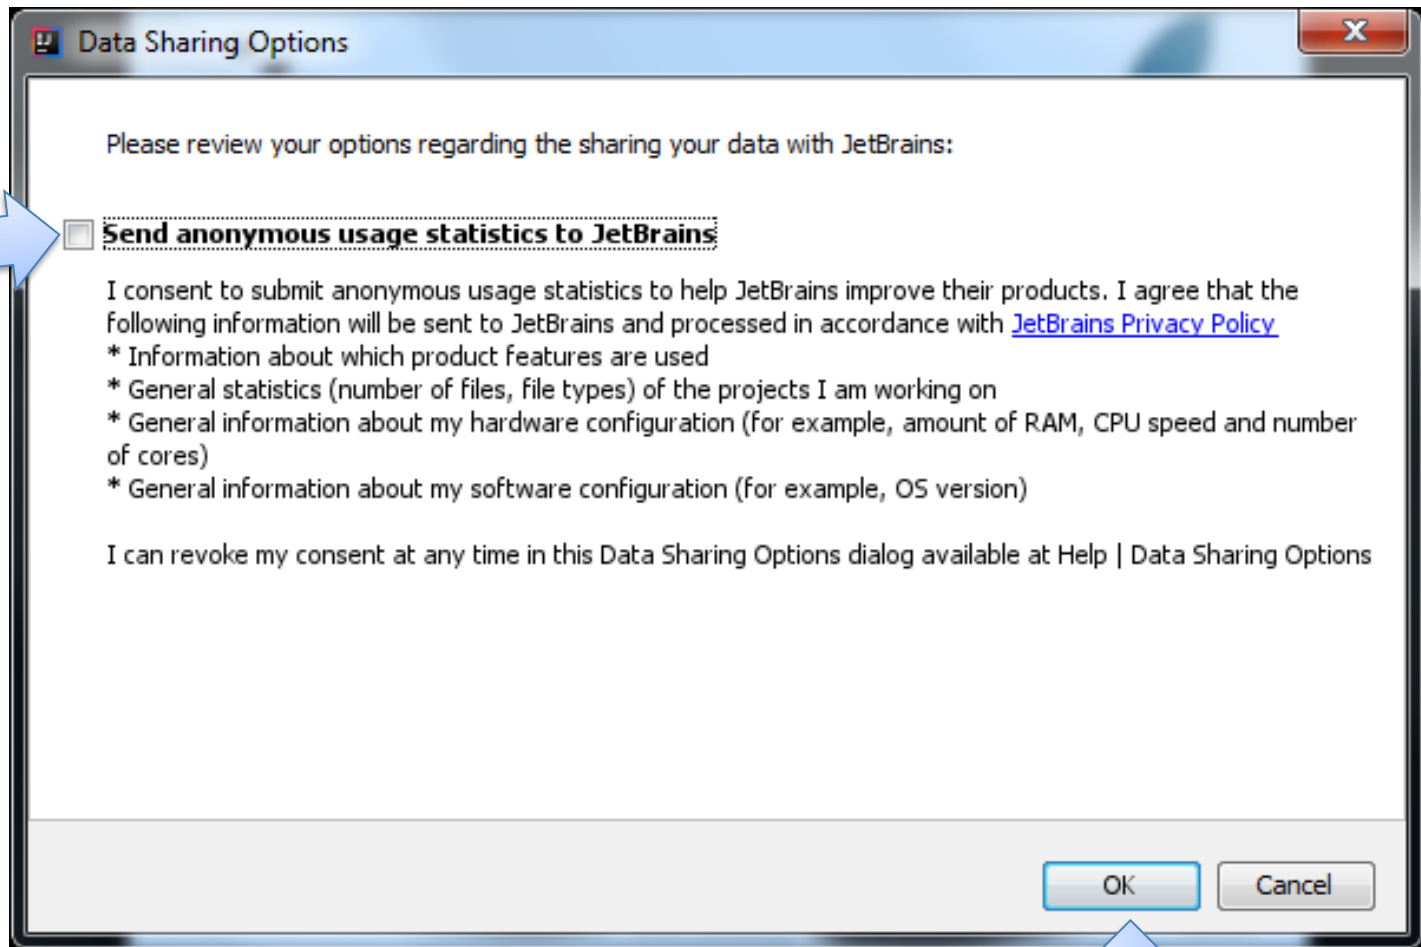 Data Sharing Options
Please review your options regarding the sharing your data with JetBrains:
Send anonymous usage statistics to JetBrains
I consent to submit anonymous usage statistics to help JetBrains improve their products. I agree that the
following information will be sent to JetBrains and processed in accordance with JetBrains Privacy Policy
* Information about which product features are used
* General statistics (number of files, file types) of the projects I am working on
* General information about my hardware configuration (for example, amount of RAM, CPU speed and number
of cores)
* General information about my software configuration (for example, OS version)
I can revoke my consent at any time in this Data Sharing Options dialog available at Help | Data Sharing Options
OK
Cancel